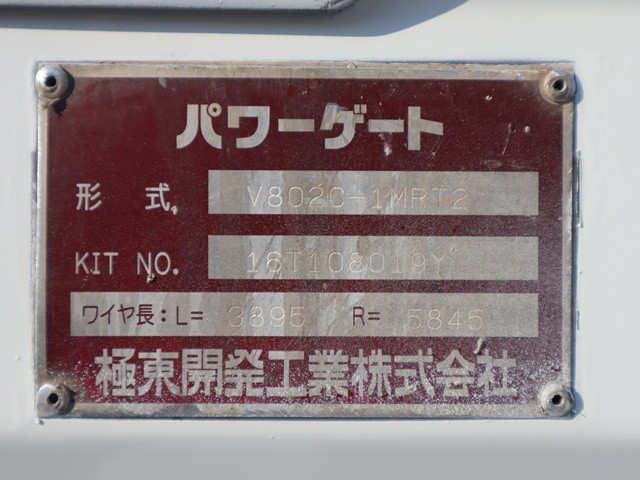 パワーゲート
形式 V802C-1MRT2
KIT NO. 16T108019Y
ワイヤ長:L= 3895 R= 5845
極東開発工業株式会社